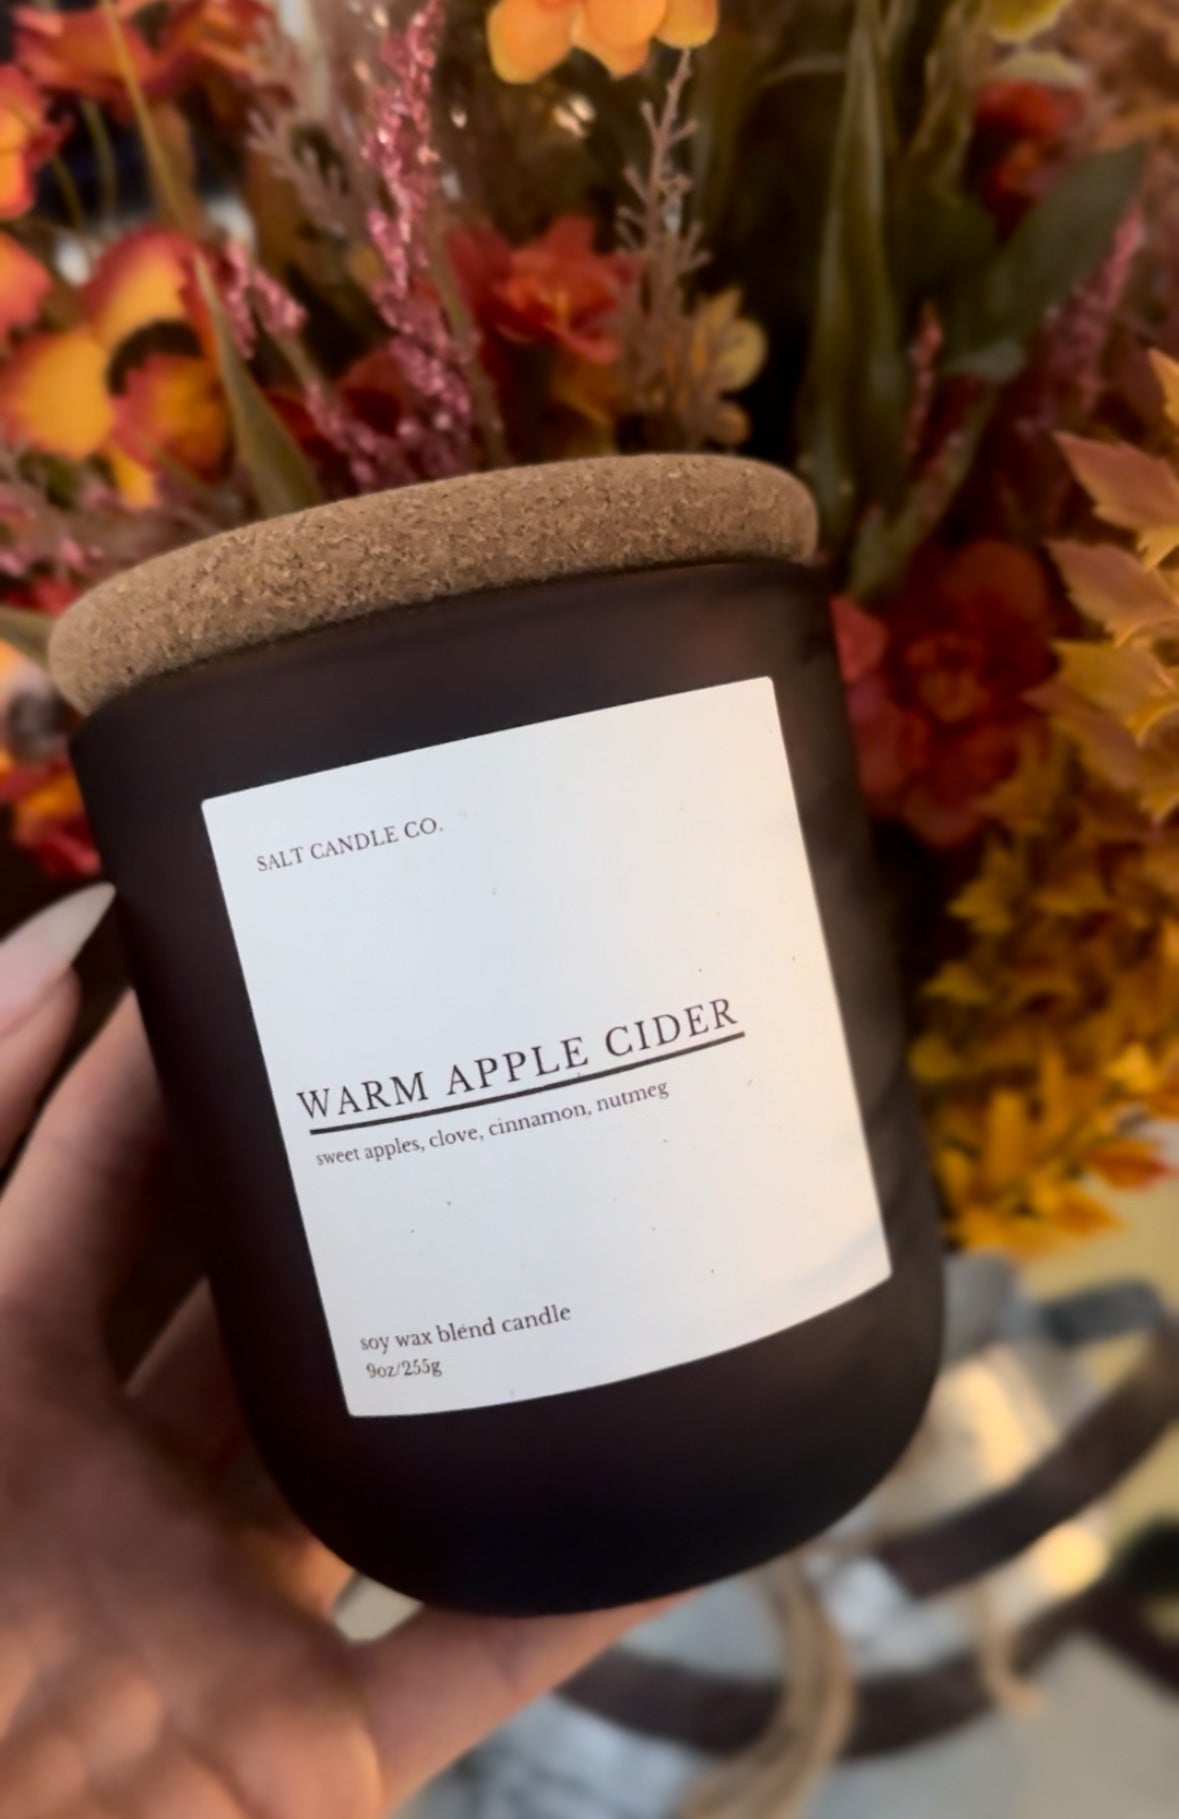 SALT CANDLE CO.
WARM APPLE CIDER
sweet apples, clove, cinnamon, nutmeg
soy wax blend candle
9oz/255g